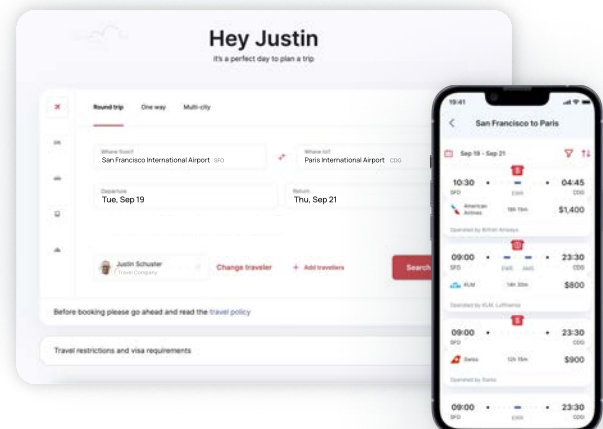 Hey Justin
it's a perfect day to plan a trip
Round trip One way Multi-city
Where from?
San Francisco International Airport SFO
Where to?
Paris International Airport CDG
Departure
Tue, Sep 19
Return
Thu, Sep 21
Justin Schuster
Travel Company
Change traveler
+ Add travellers
Search
Before booking please go ahead and read the travel policy
Travel restrictions and visa requirements
19:41
San Francisco to Paris
Sep 19 - Sep 21
10:30 04:45
SFO EWR CDG
American Airlines
18h 15m
$1,400
Operated by British Airways
09:00 23:30
SFO EWR AMS CDG
KLM 14h 30m $800
Operated by KLM, Lufthansa
09:00 23:30
SFO CDG
Swiss 12h 15m $900
Operated by Swiss
09:00 23:30
SFO EWR CDG